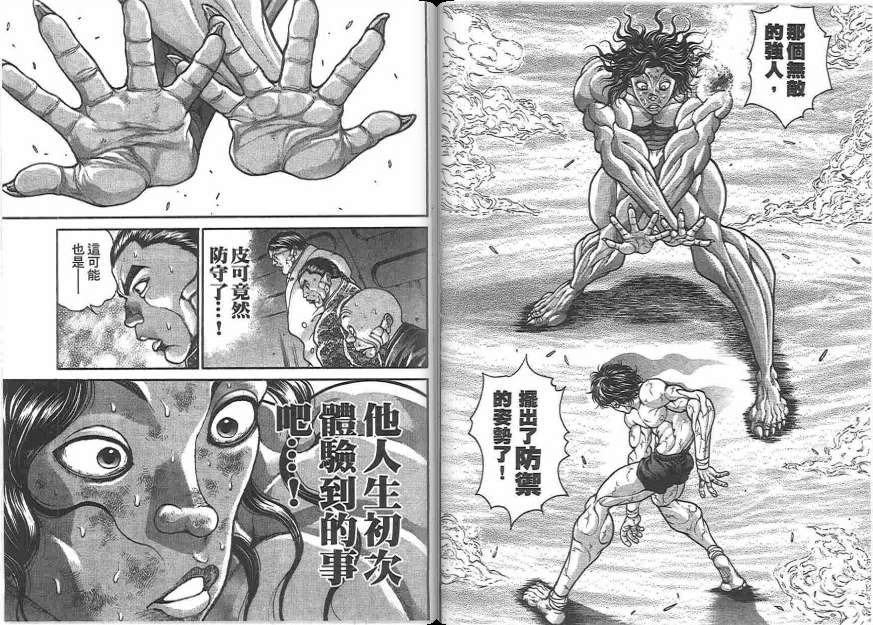 那個無敵
的強人，
擺出了防禦
的姿勢了！
皮可竟然
防守了…！
這可能
也是—
他人生初次
體驗到的事
吧…！